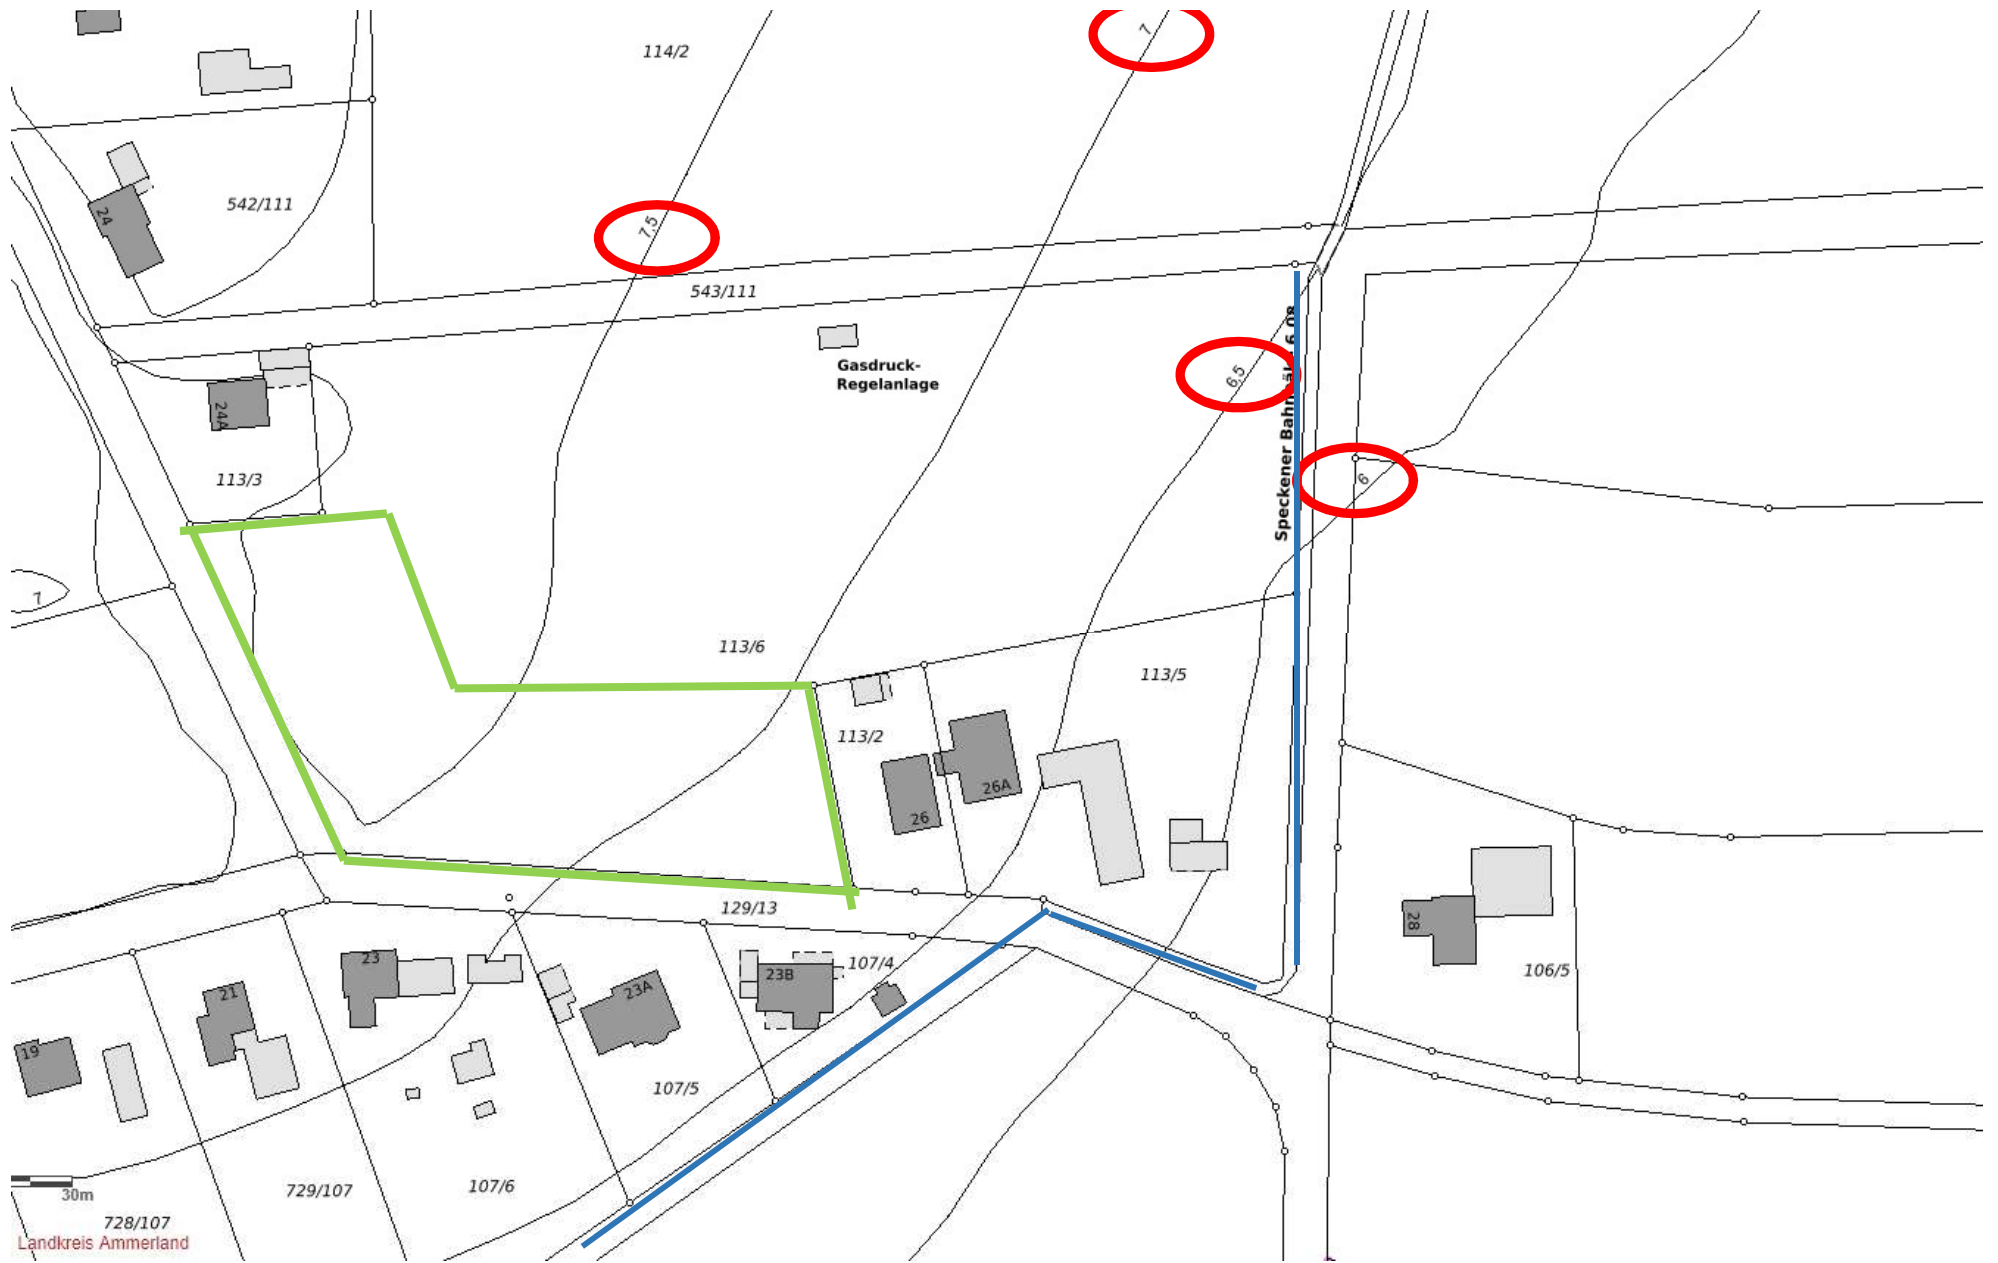 7
114/2
542/111
24
7,5
543/111
Gasdruck-
Regelanlage
Speckener Bahn 6.08
6,5
24A
113/3
6
7
113/6
113/5
113/2
26A
26
129/13
28
106/5
107/4
23
23B
23A
21
19
107/5
30m
729/107
107/6
728/107
Landkreis Ammerland